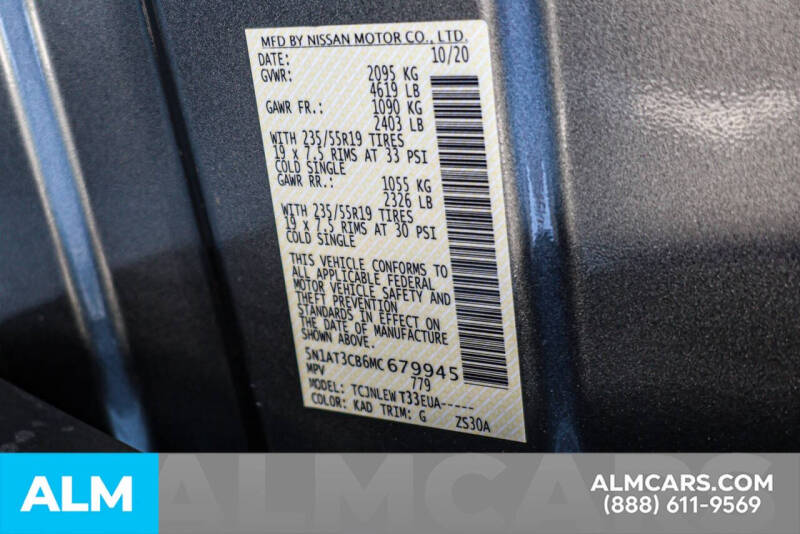 MFD BY NISSAN MOTOR CO., LTD.
DATE: 10/20
GVWR: 2095 KG
4619 LB
GAWR FR.: 1090 KG
2403 LB
WITH 235/55R19 TIRES
19 x 7.5 RIMS AT 33 PSI
COLD SINGLE
GAWR RR.: 1055 KG
2326 LB
WITH 235/55R19 TIRES
19 x 7.5 RIMS AT 30 PSI
COLD SINGLE
THIS VEHICLE CONFORMS TO
ALL APPLICABLE FEDERAL
MOTOR VEHICLE SAFETY AND
THEFT PREVENTION
STANDARDS IN EFFECT ON
THE DATE OF MANUFACTURE
SHOWN ABOVE.
5N1AT3CB6MC679945
MPV 779
MODEL: TCJNLEWT33EUA-----
COLOR: KAD TRIM: G ZS30A
ALM
ALMCARS
ALMCARS.COM
(888) 611-9569